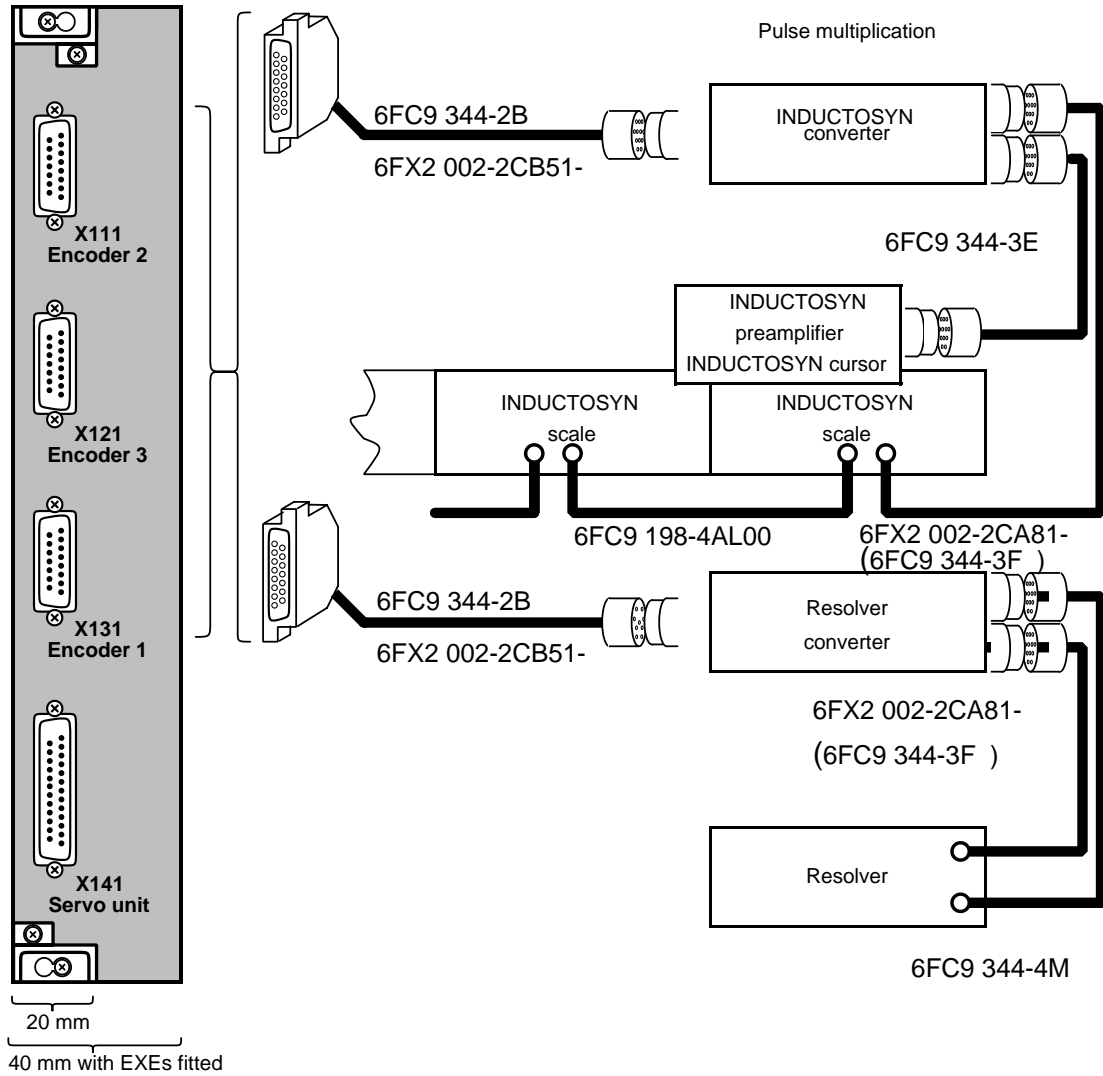 Pulse multiplication
6FC9 344-2B
6FX2 002-2CB51-
INDUCTOSYN
converter
X111
Encoder 2
6FC9 344-3E
INDUCTOSYN
preamplifier
INDUCTOSYN cursor
INDUCTOSYN
scale
INDUCTOSYN
scale
X121
Encoder 3
6FC9 198-4AL00
6FX2 002-2CA81-
(6FC9 344-3F )
X131
Encoder 1
6FC9 344-2B
6FX2 002-2CB51-
Resolver
converter
6FX2 002-2CA81-
(6FC9 344-3F )
X141
Servo unit
Resolver
6FC9 344-4M
20 mm
40 mm with EXEs fitted